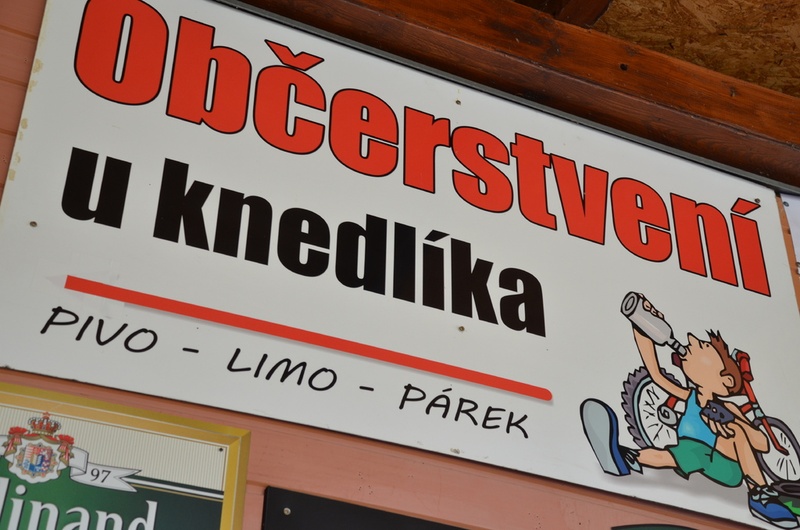 Občerstvení
u knedlíka
PIVO - LIMO - PÁREK
97